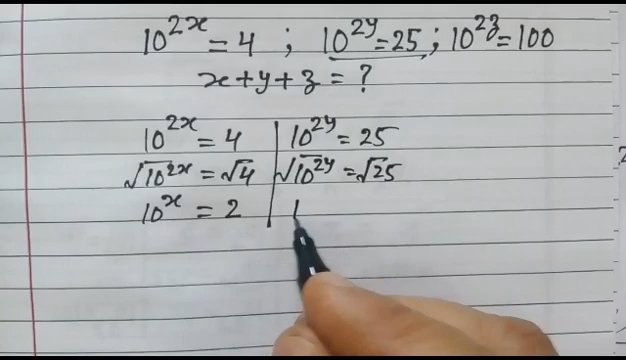 10^{2x} = 4 ; 10^{2y} = 25 ; 10^{2z} = 100
x + y + z = ?
10^{2x} = 4 | 10^{2y} = 25
√10^{2x} = √4 | √10^{2y} = √25
10^x = 2 | 1